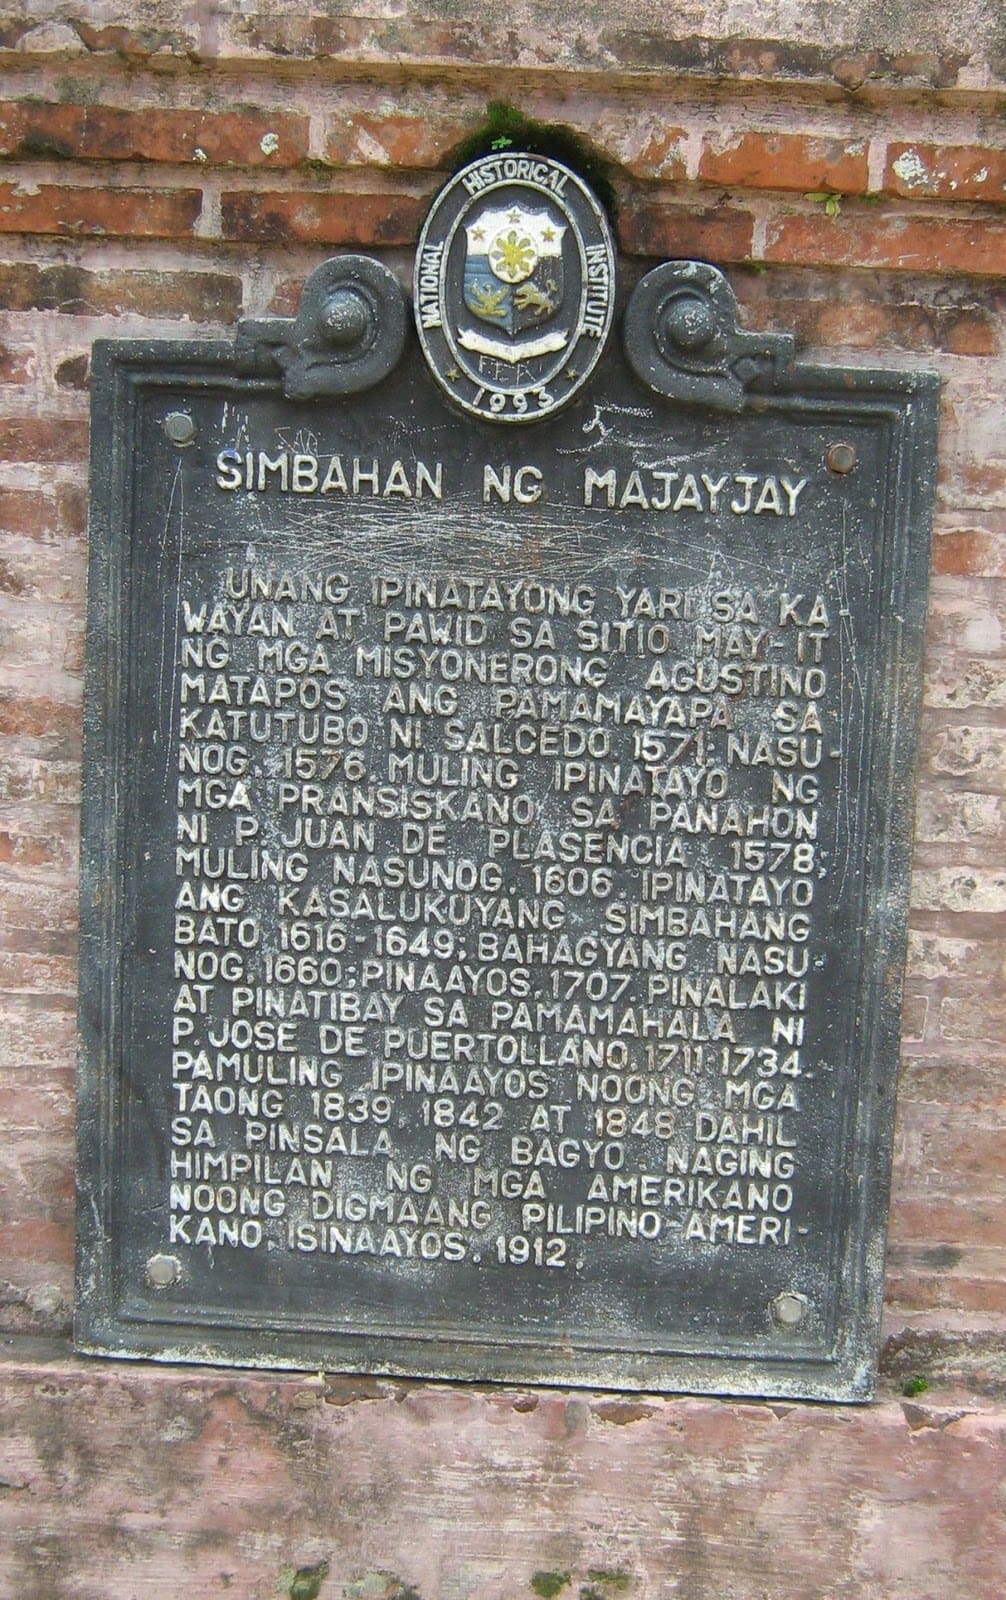 NATIONAL HISTORICAL INSTITUTE
1993
SIMBAHAN NG MAJAYJAY
UNANG IPINATAYONG YARI SA KA
WAYAN AT PAWID SA SITIO MAY-IT
NG MGA MISYONERONG AGUSTINO
MATAPOS ANG PAMAMAYAPA SA
KATUTUBO NI SALCEDO 1571; NASU-
NOG, 1576. MULING IPINATAYO NG
MGA PRANSISKANO SA PANAHON
NI P. JUAN DE PLASENCIA 1578;
MULING NASUNOG, 1606. IPINATAYO
ANG KASALUKUYANG SIMBAHANG
BATO 1616-1649; BAHAGYANG NASU-
NOG, 1660; PINAAYOS, 1707. PINALAKI
AT PINATIBAY SA PAMAMAHALA NI
P. JOSE DE PUERTOLLANO, 1711; 1734.
PAMULING IPINAAYOS NOONG MGA
TAONG 1839, 1842 AT 1848 DAHIL
SA PINSALA NG BAGYO. NAGING
HIMPILAN NG MGA AMERIKANO
NOONG DIGMAANG PILIPINO-AMERI-
KANO. ISINAAYOS, 1912.